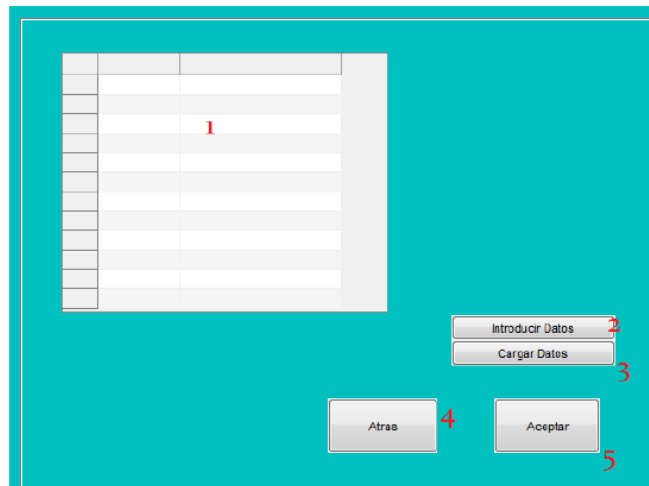 1
Introducir Datos 2
Cargar Datos
3
Atras 4 Aceptar
5